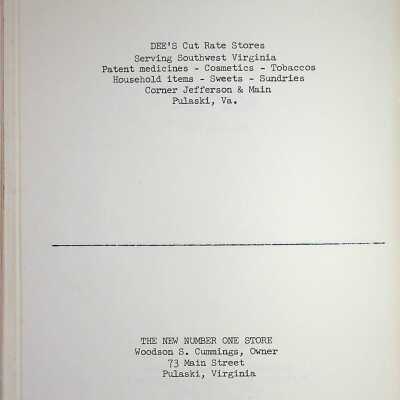 DEE'S Cut Rate Stores
Serving Southwest Virginia
Patent medicines - Cosmetics - Tobaccos
Household items - Sweets - Sundries
Corner Jefferson & Main
Pulaski, Va.
THE NEW NUMBER ONE STORE
Woodson S. Cummings, Owner
73 Main Street
Pulaski, Virginia